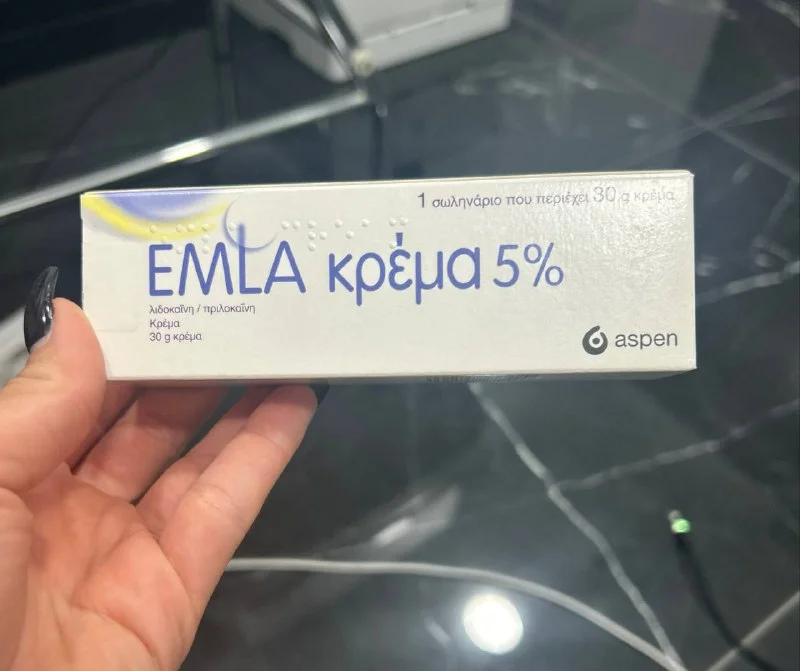 1 σωληνάριο που περιέχει 30 g κρέμα
EMLA κρέμα 5%
λιδοκαΐνη / πριλοκαΐνη
Κρέμα
30 g κρέμα
aspen